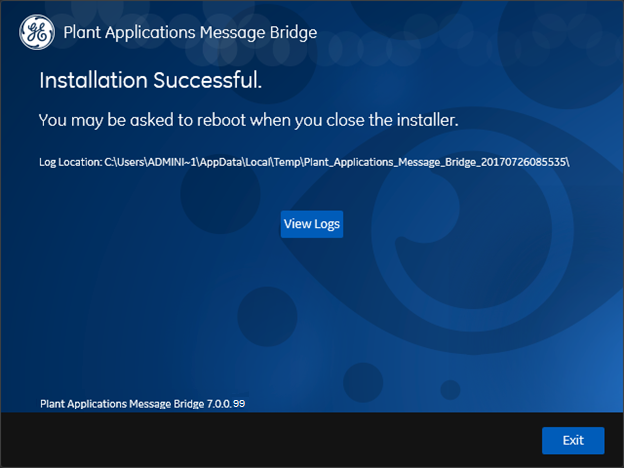 Plant Applications Message Bridge
Installation Successful.
You may be asked to reboot when you close the installer.
Log Location: C:\Users\ADMINI~1\AppData\Local\Temp\Plant_Applications_Message_Bridge_20170726085535\
View Logs
Plant Applications Message Bridge 7.0.0.99
Exit